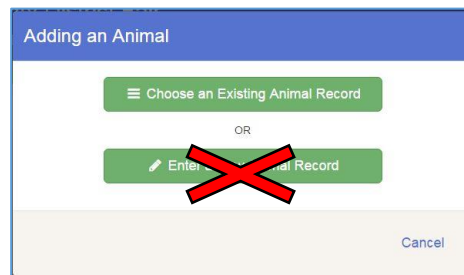 Adding an Animal
Choose an Existing Animal Record
OR
Enter Record
Cancel